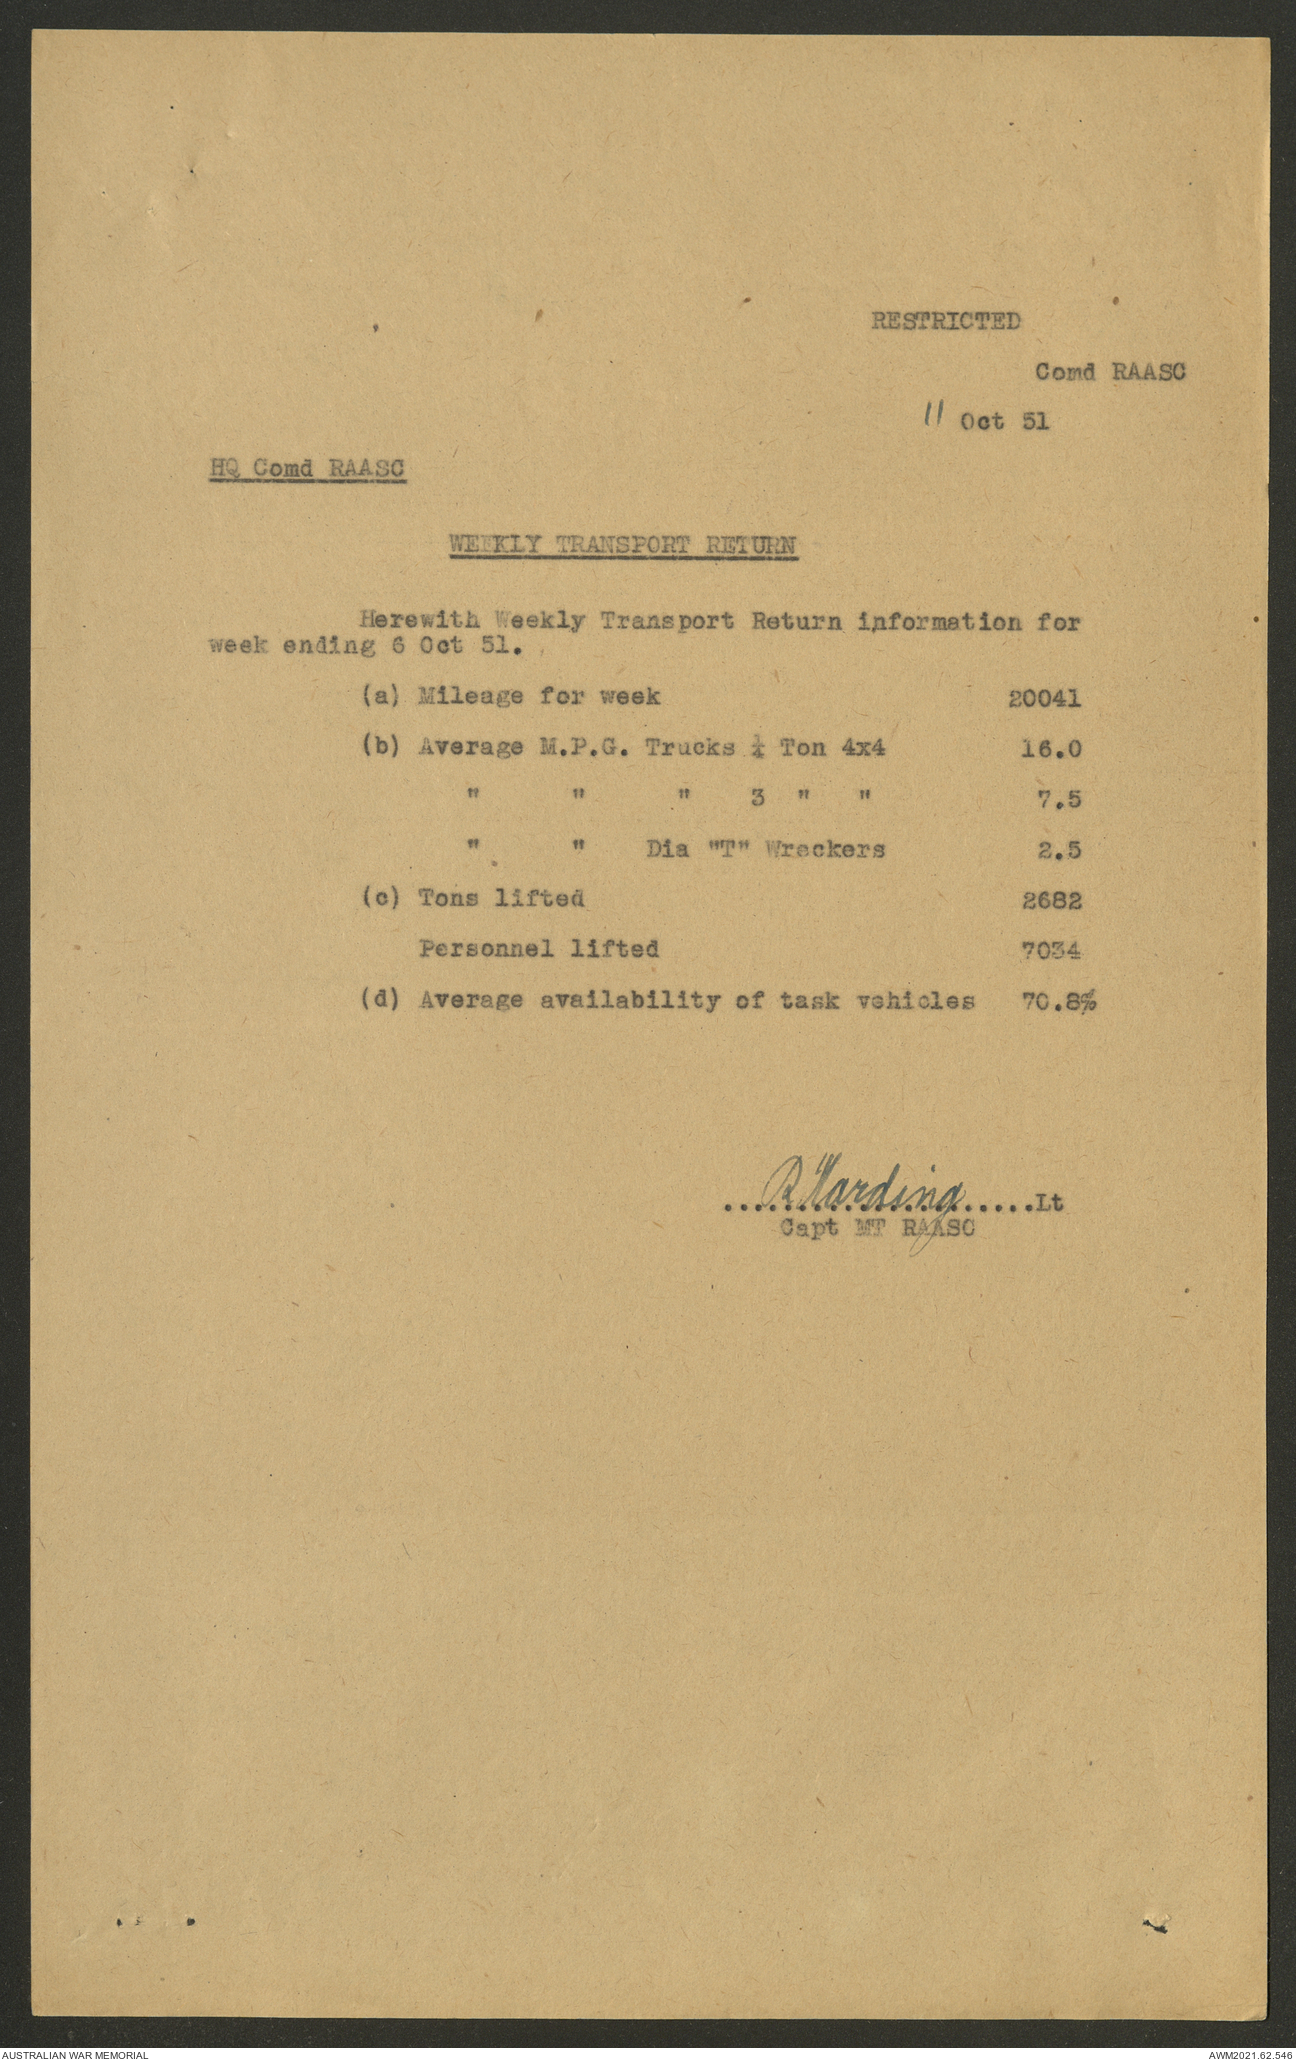 RESTRICTED
Comd RAASC
11 Oct 51
HQ Comd RAASC
WEEKLY TRANSPORT RETURN
Herewith Weekly Transport Return information for
week ending 6 Oct 51.
(a) Mileage for week 20041
(b) Average M.P.G. Trucks ¼ Ton 4x4 16.0
" " " 3 " " 7.5
" " Dia "T" Wreckers 2.5
(c) Tons lifted 2682
Personnel lifted 7034
(d) Average availability of task vehicles 70.8%
R Harding Lt
Capt MT RAASC
AUSTRALIAN WAR MEMORIAL AWM2021.62.546